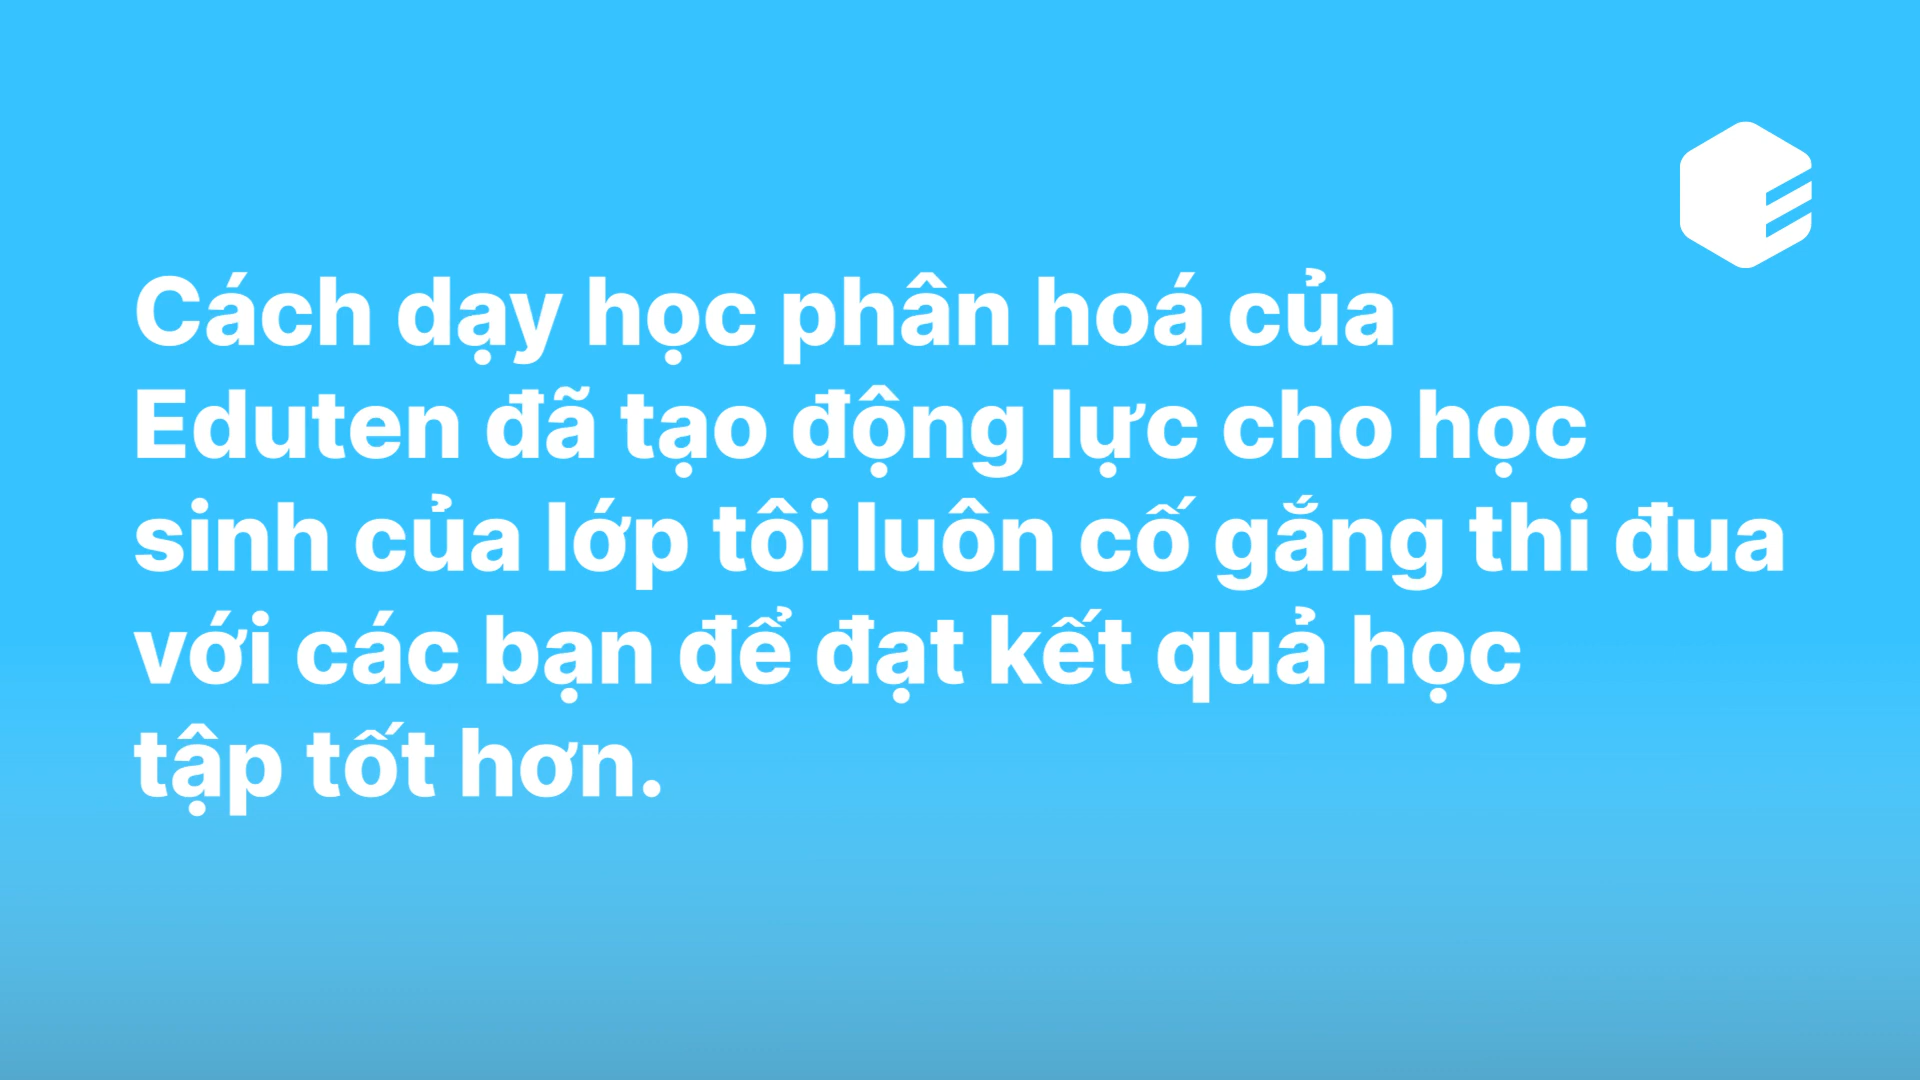 Cách dạy học phân hoá của
Eduten đã tạo động lực cho học
sinh của lớp tôi luôn cố gắng thi đua
với các bạn để đạt kết quả học
tập tốt hơn.